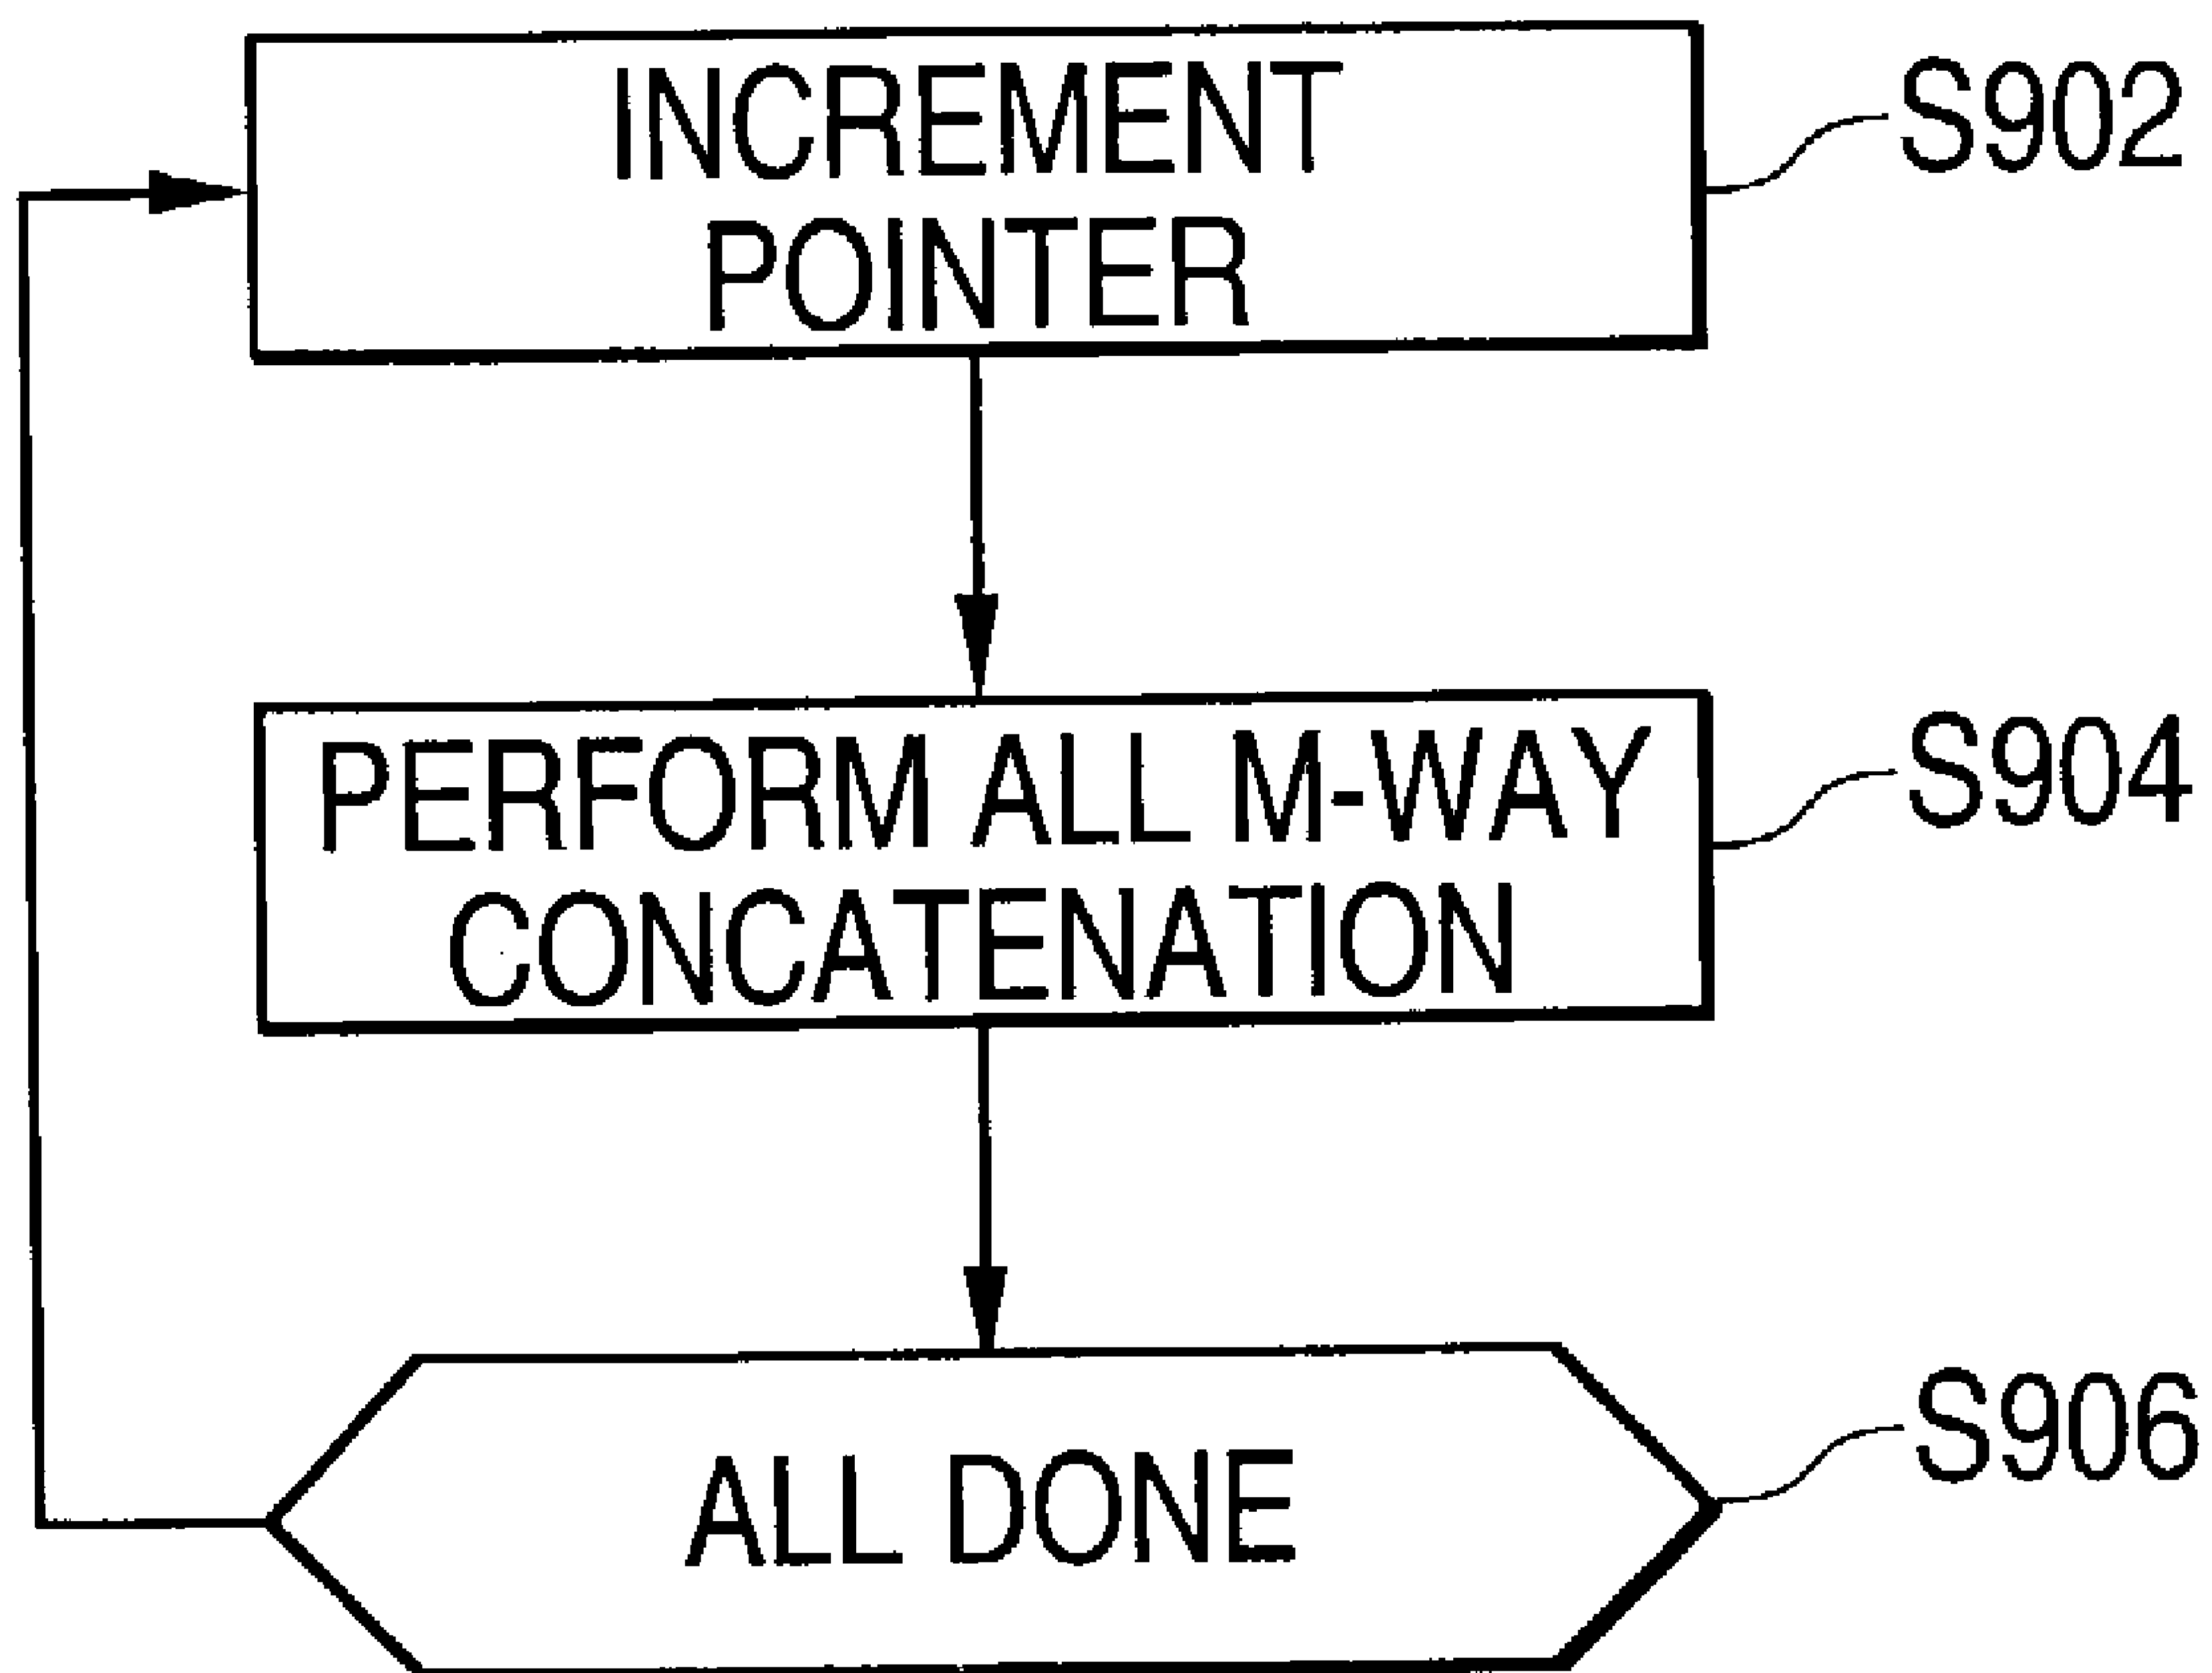 INCREMENT
POINTER
S902
PERFORM ALL M-WAY
CONCATENATION
S904
ALL DONE
S906